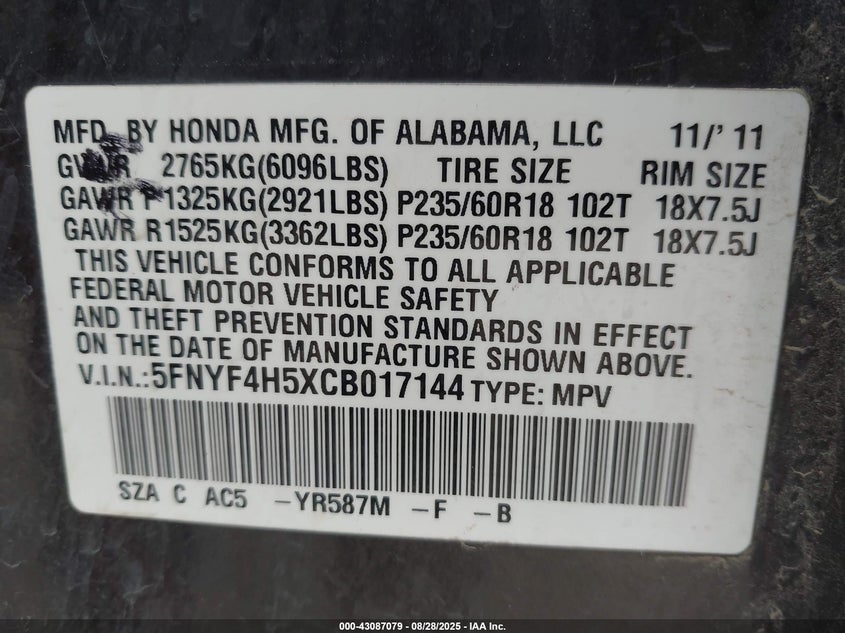 MFD. BY HONDA MFG. OF ALABAMA, LLC 11/'11
GVWR 2765KG(6096LBS) TIRE SIZE RIM SIZE
GAWR F1325KG(2921LBS) P235/60R18 102T 18X7.5J
GAWR R1525KG(3362LBS) P235/60R18 102T 18X7.5J
THIS VEHICLE CONFORMS TO ALL APPLICABLE
FEDERAL MOTOR VEHICLE SAFETY
AND THEFT PREVENTION STANDARDS IN EFFECT
ON THE DATE OF MANUFACTURE SHOWN ABOVE.
V.I.N.:5FNYF4H5XCB017144 TYPE: MPV
SZA C AC5 -YR587M -F -B
000-43087079 - 08/28/2025 - IAA Inc.